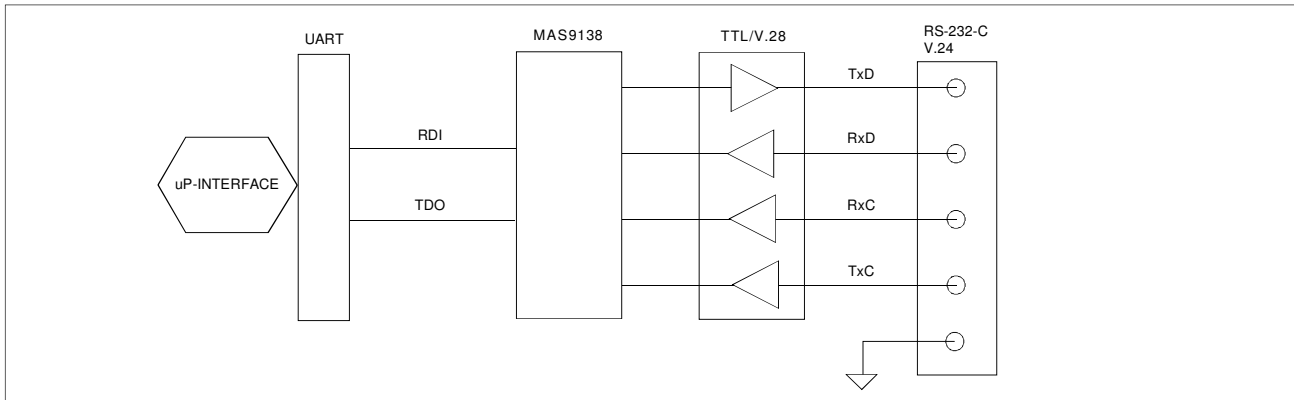 UART
MAS9138
TTL/V.28
RS-232-C
V.24
TxD
RxD
RxC
TxC
RDI
TDO
uP-INTERFACE